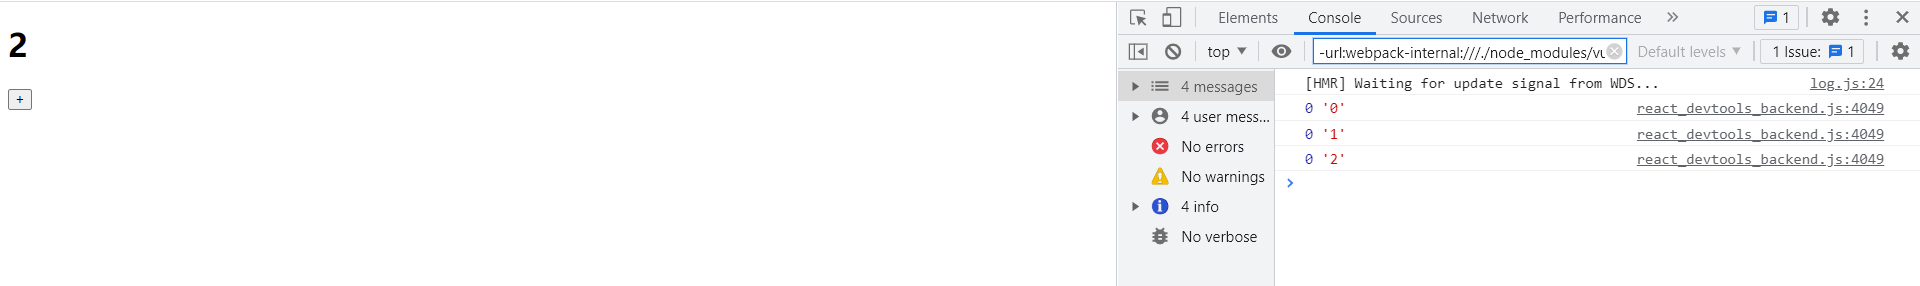 2
+
Elements Console Sources Network Performance » 1
top -url:webpack-internal:///./node_modules/vu Default levels 1 Issue: 1
4 messages
4 user mess...
No errors
No warnings
4 info
No verbose
[HMR] Waiting for update signal from WDS... log.js:24
0 '0' react_devtools_backend.js:4049
0 '1' react_devtools_backend.js:4049
0 '2' react_devtools_backend.js:4049